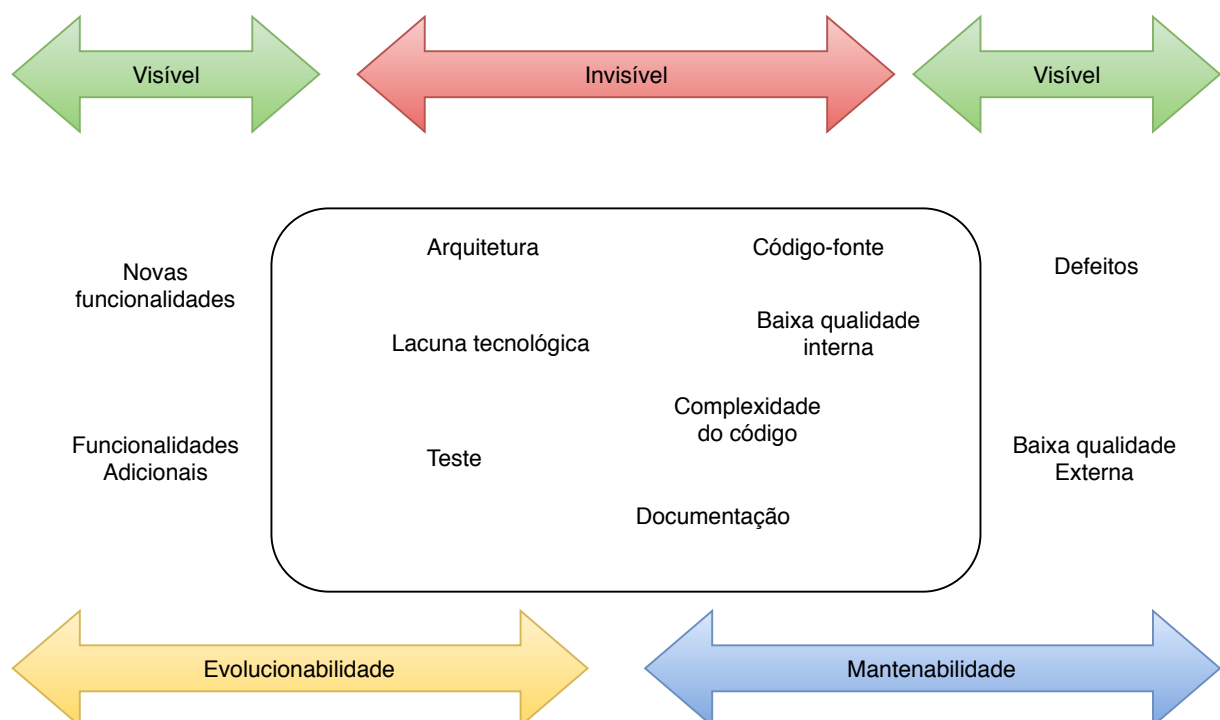 Visível
Invisível
Visível
Novas
funcionalidades
Arquitetura
Código-fonte
Defeitos
Lacuna tecnológica
Baixa qualidade
interna
Complexidade
do código
Funcionalidades
Adicionais
Teste
Baixa qualidade
Externa
Documentação
Evolucionabilidade
Mantenabilidade